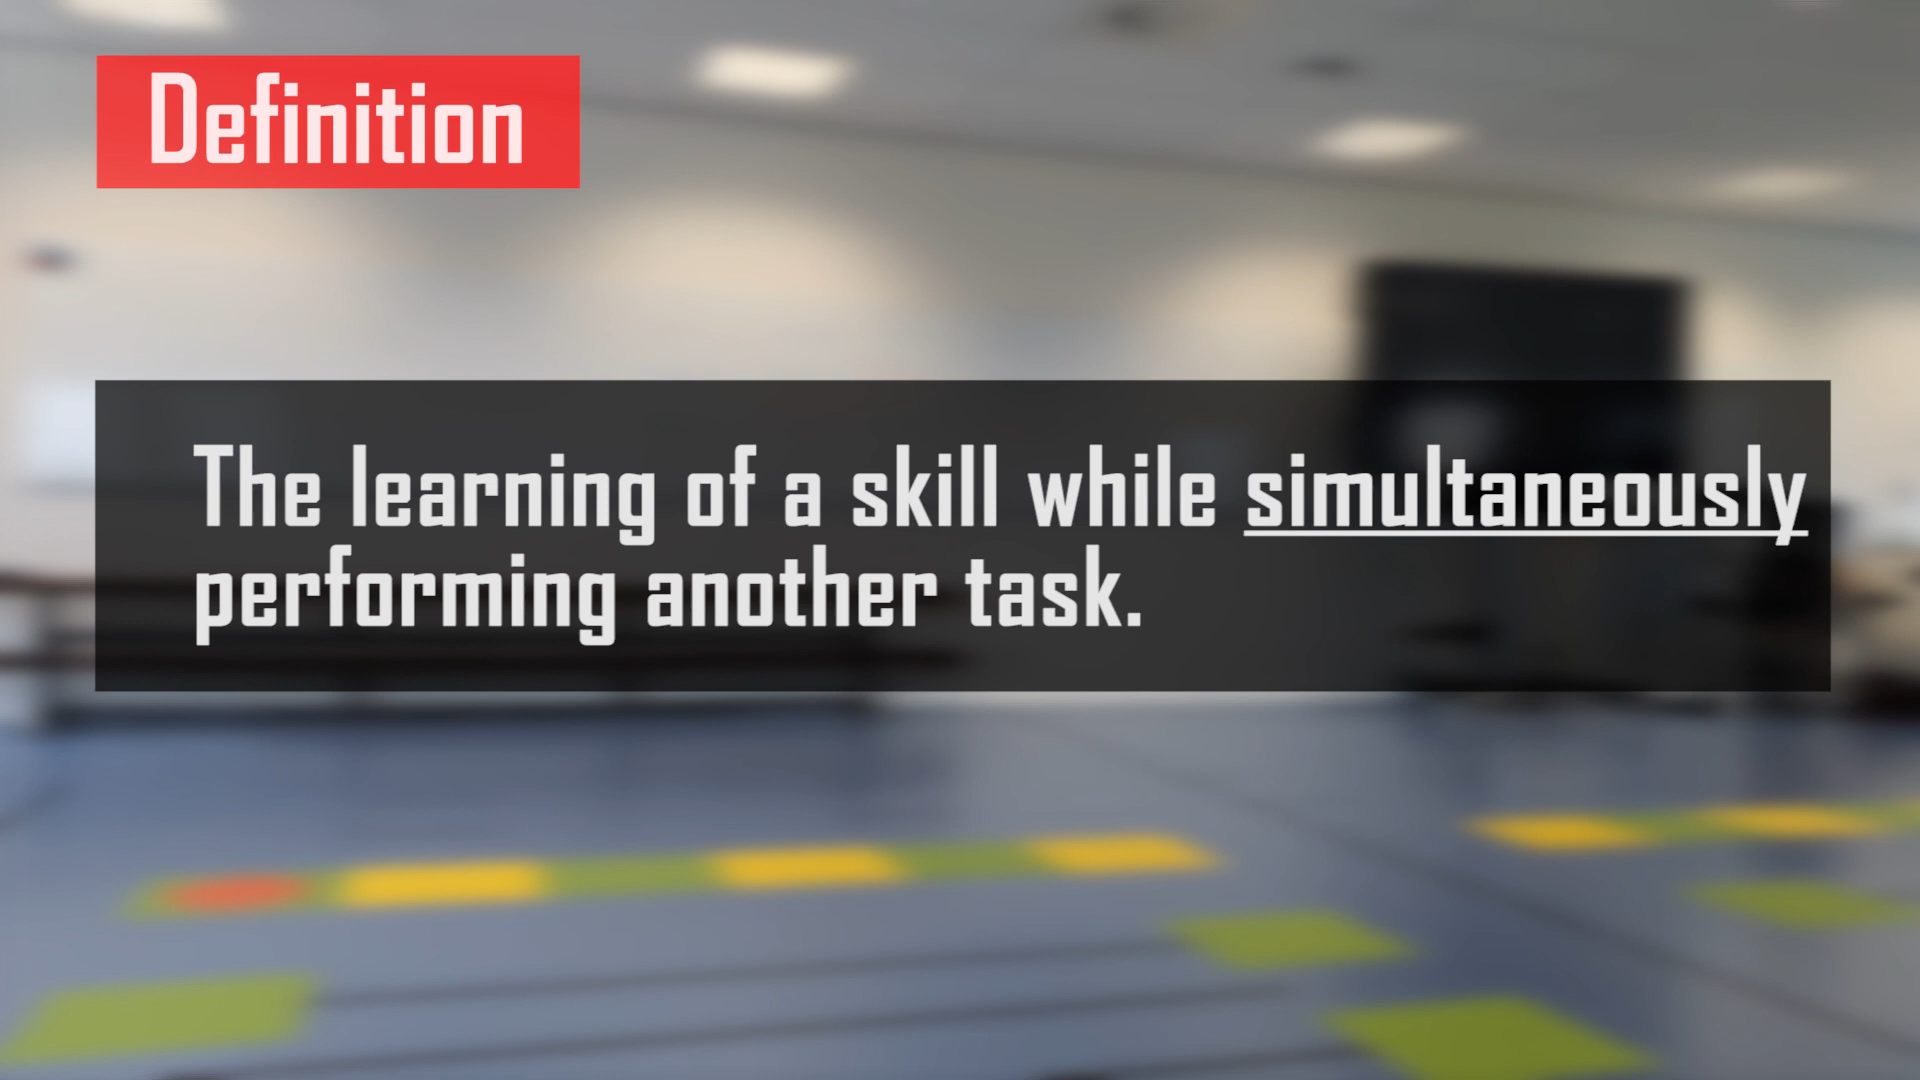 Definition
The learning of a skill while simultaneously
performing another task.